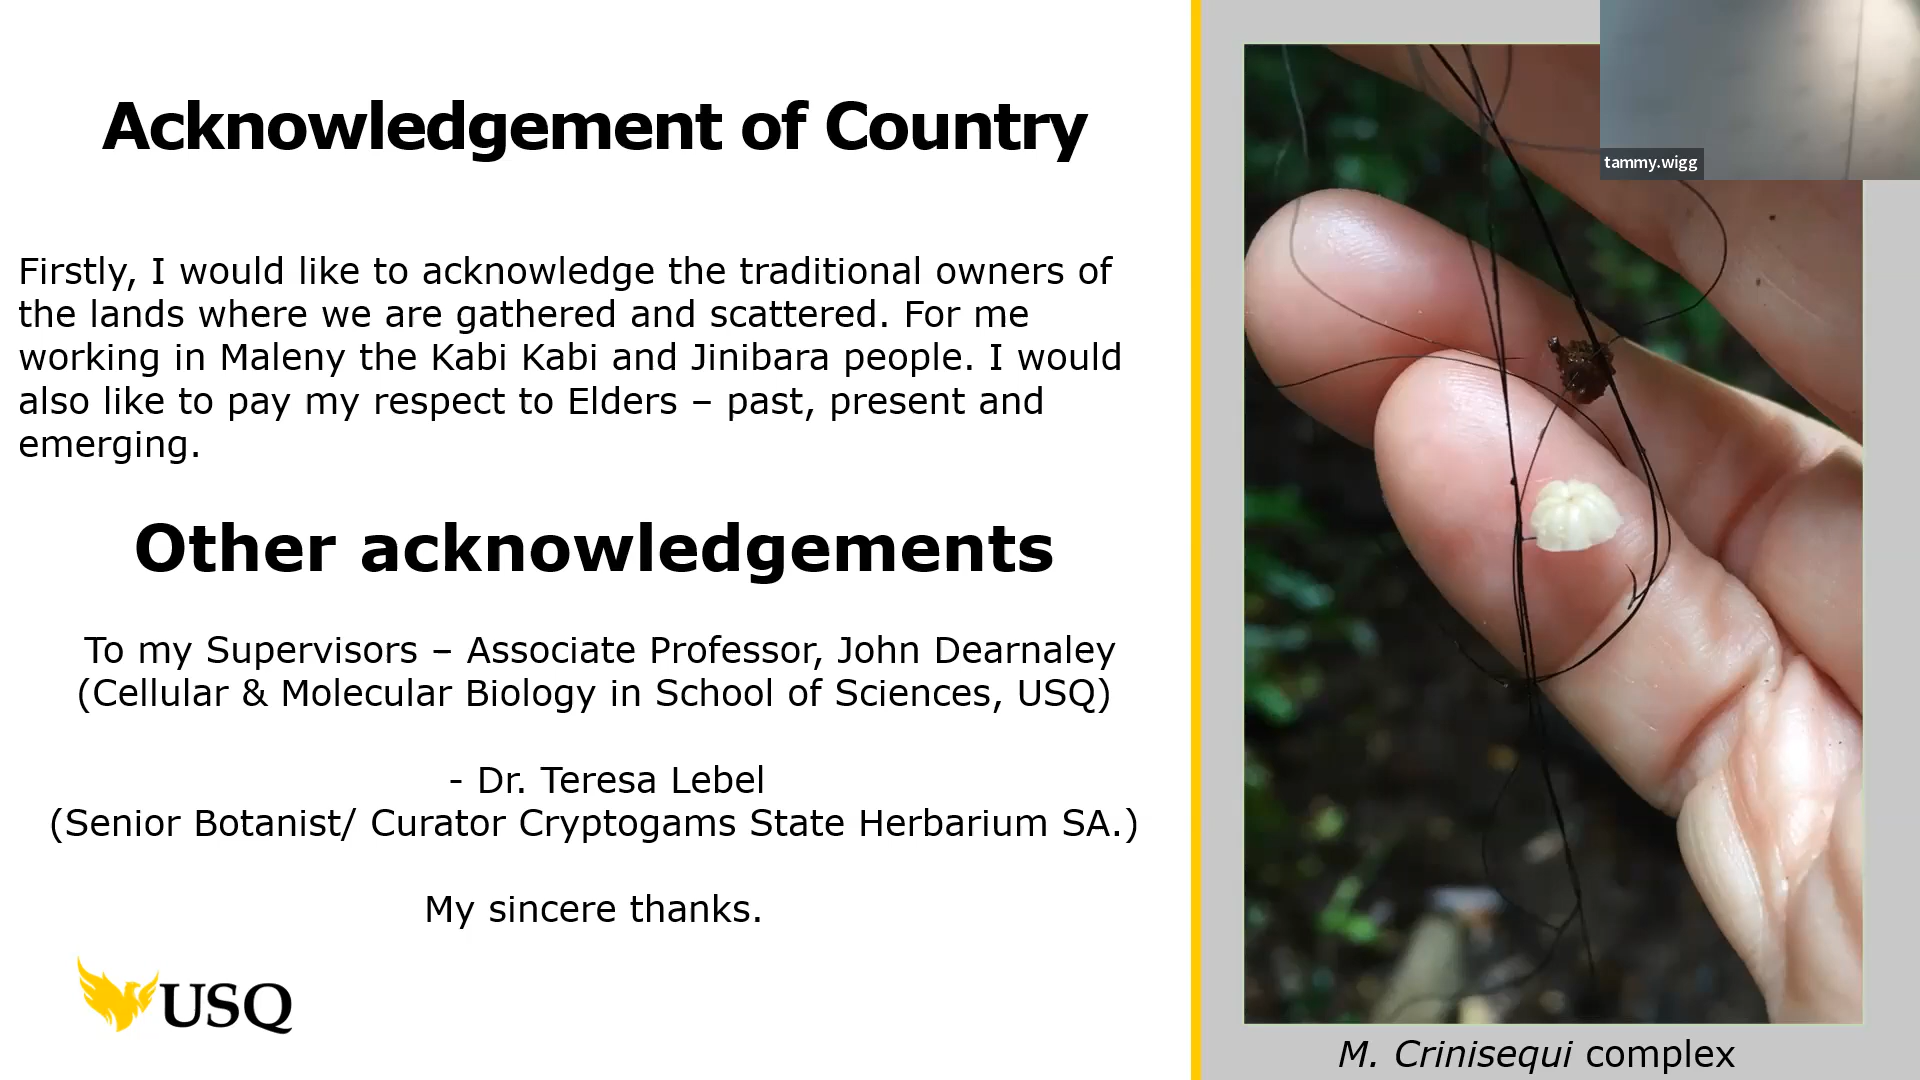 Acknowledgement of Country
Firstly, I would like to acknowledge the traditional owners of
the lands where we are gathered and scattered. For me
working in Maleny the Kabi Kabi and Jinibara people. I would
also like to pay my respect to Elders – past, present and
emerging.
Other acknowledgements
To my Supervisors – Associate Professor, John Dearnaley
(Cellular & Molecular Biology in School of Sciences, USQ)
- Dr. Teresa Lebel
(Senior Botanist/ Curator Cryptogams State Herbarium SA.)
My sincere thanks.
USQ
tammy.wigg
M. Crinisequi complex